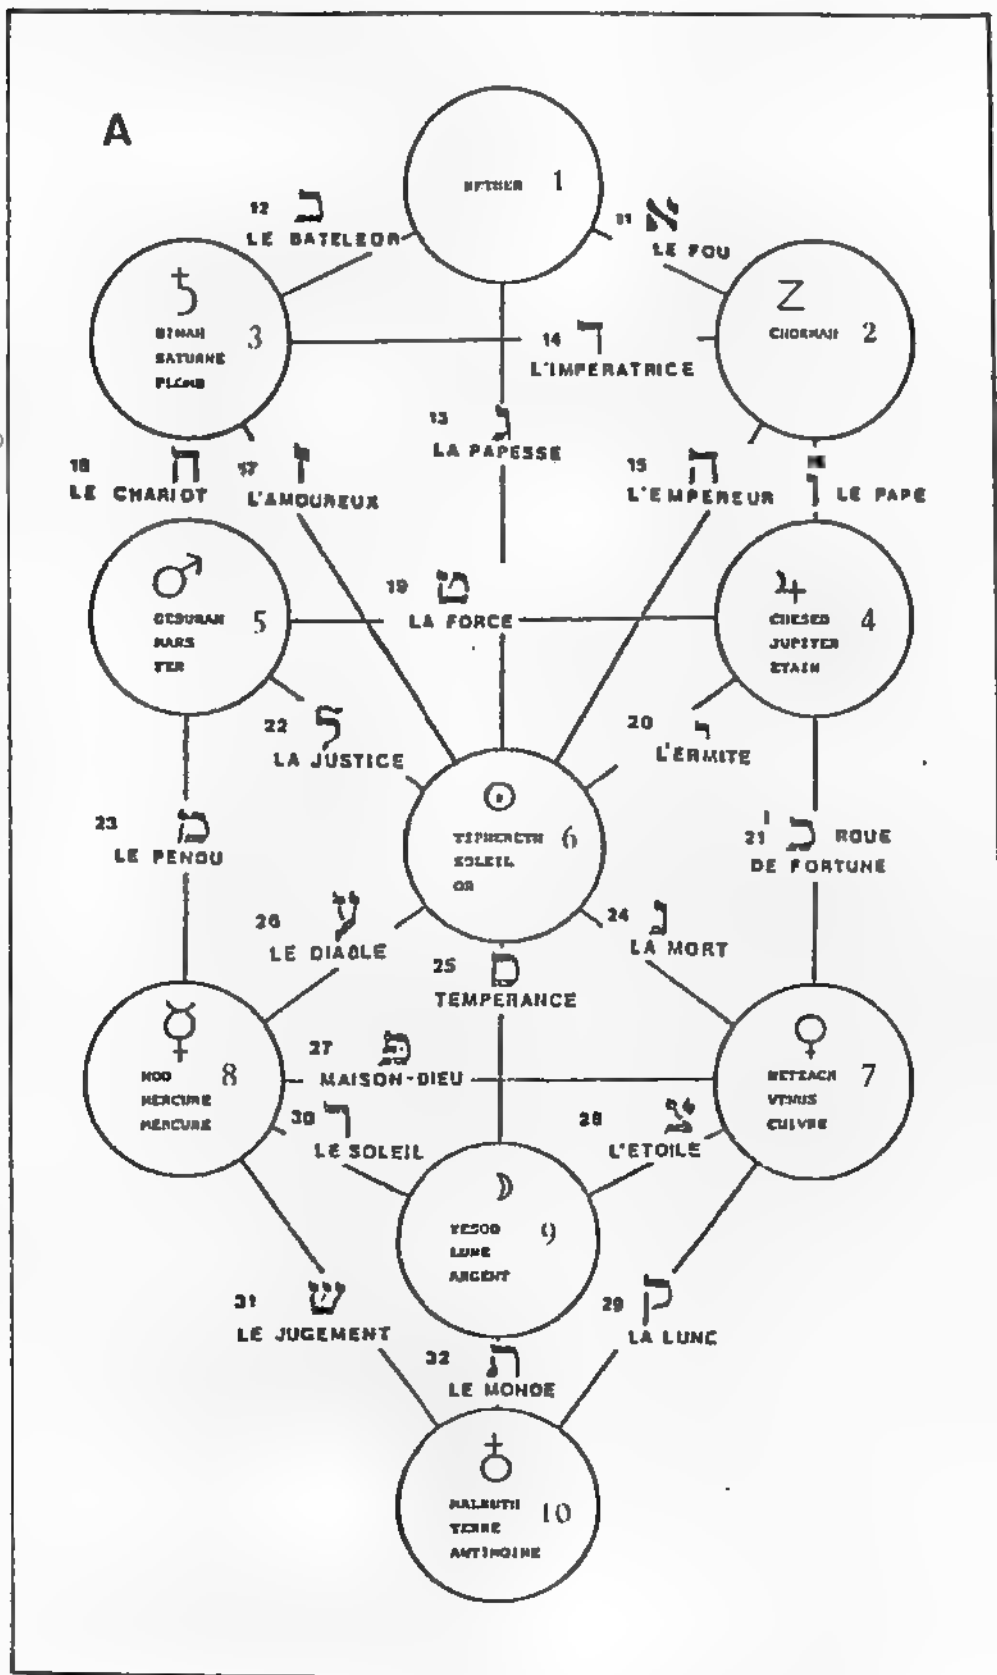 A
1
12 ב
LE BATELEUR
11 א
LE FOU
3
BINAH
SATURNE
PLOMB
2
CHOKMAH
14 ד
L'IMPERATRICE
13
ג
LA PAPESSE
18 ח
LE CHARIOT
17 ז
L'AMOUREUX
15 ה
L'EMPEREUR
ו LE PAPE
5
GEBURAH
MARS
FER
19 ט
LA FORCE
4
CHESED
JUPITER
ETAIN
22 ל
LA JUSTICE
20 י
L'ERMITE
6
TIPHERETH
SOLEIL
OR
23 מ
LE PENDU
21 כ ROUE
DE FORTUNE
26 ע
LE DIABLE
24 נ
LA MORT
25 ס
TEMPERANCE
8
HOD
MERCURE
MERCURE
27 פ
MAISON-DIEU
7
NETZACH
VENUS
CUIVRE
30 ר
LE SOLEIL
28 צ
L'ETOILE
9
YESOD
LUNE
ARGENT
31 ש
LE JUGEMENT
29 ק
LA LUNE
32 ת
LE MONDE
10
MALKUTH
TERRE
ANTIMOINE